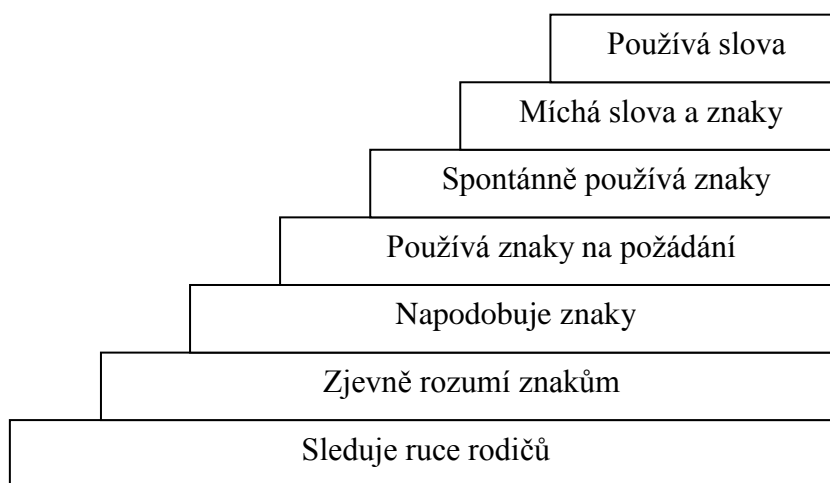 Používá slova
Míchá slova a znaky
Spontánně používá znaky
Používá znaky na požádání
Napodobuje znaky
Zjevně rozumí znakům
Sleduje ruce rodičů